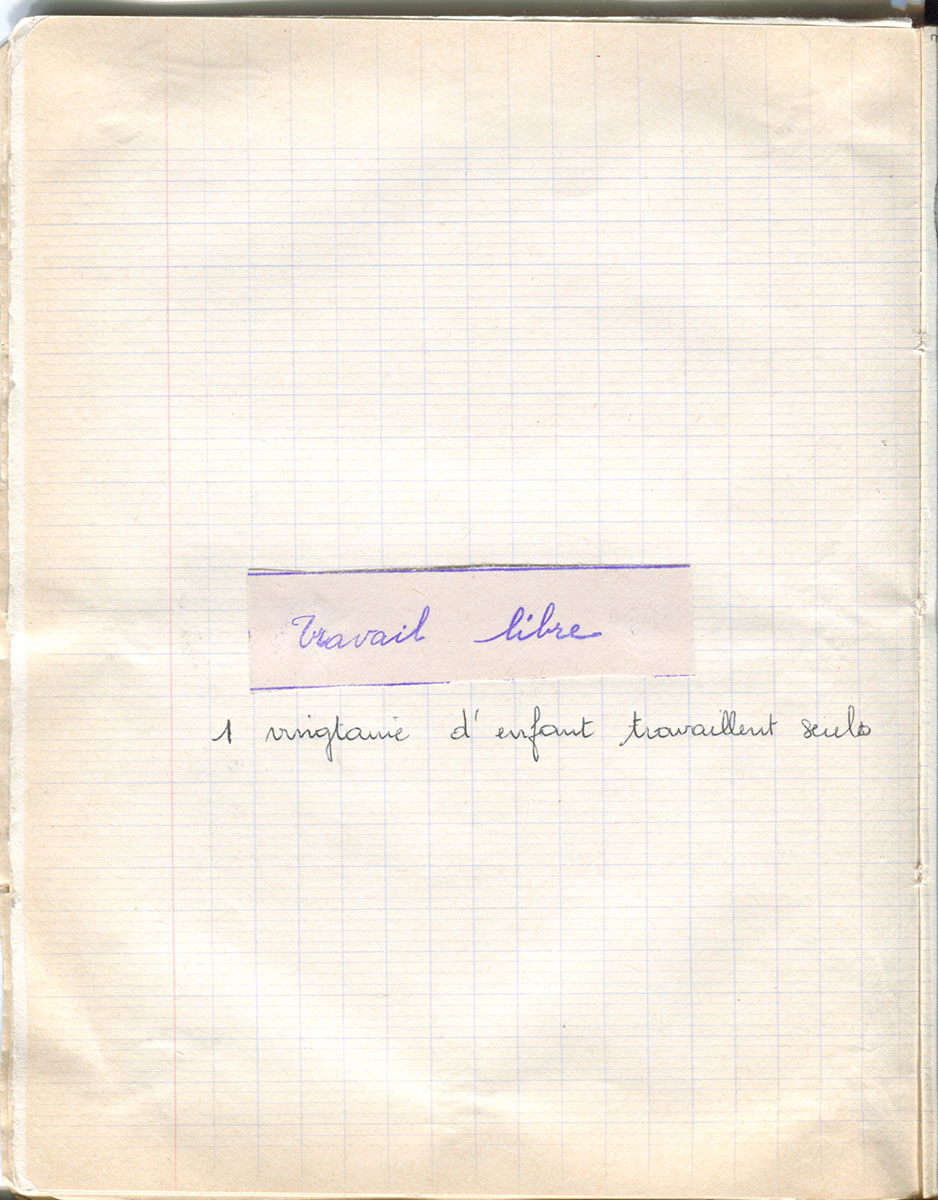 Travail libre
1 vingtaine d'enfant travaillent seuls